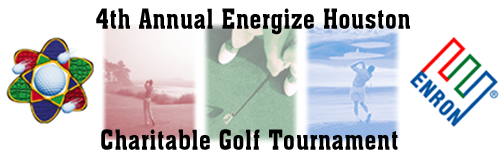 4th Annual Energize Houston
ENRON®
Charitable Golf Tournament